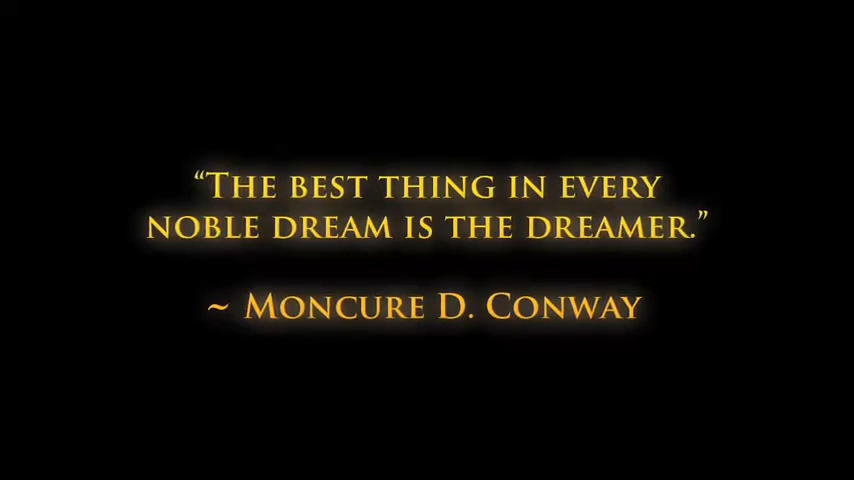 “The best thing in every
noble dream is the dreamer.”
~ Moncure D. Conway